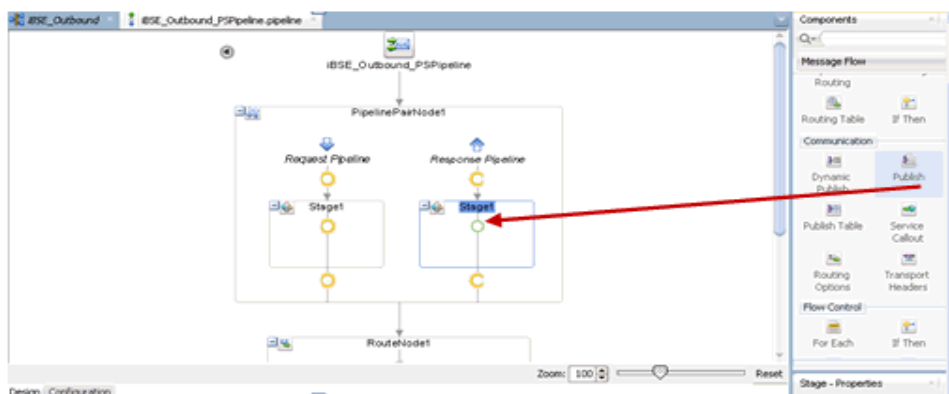 iBSE_Outbound
iBSE_Outbound_PSPipeline.pipeline
Components
iBSE_Outbound_PSPipeline
Message Flow
Routing
PipelinePairNode1
Routing Table
If Then
Communication
Request Pipeline
Response Pipeline
Dynamic Publish
Publish
Stage1
Stage1
Publish Table
Service Callout
Routing Options
Transport Headers
Flow Control
RouteNode1
For Each
If Then
Zoom: 100
Reset
Stage - Properties
Design
Configuration